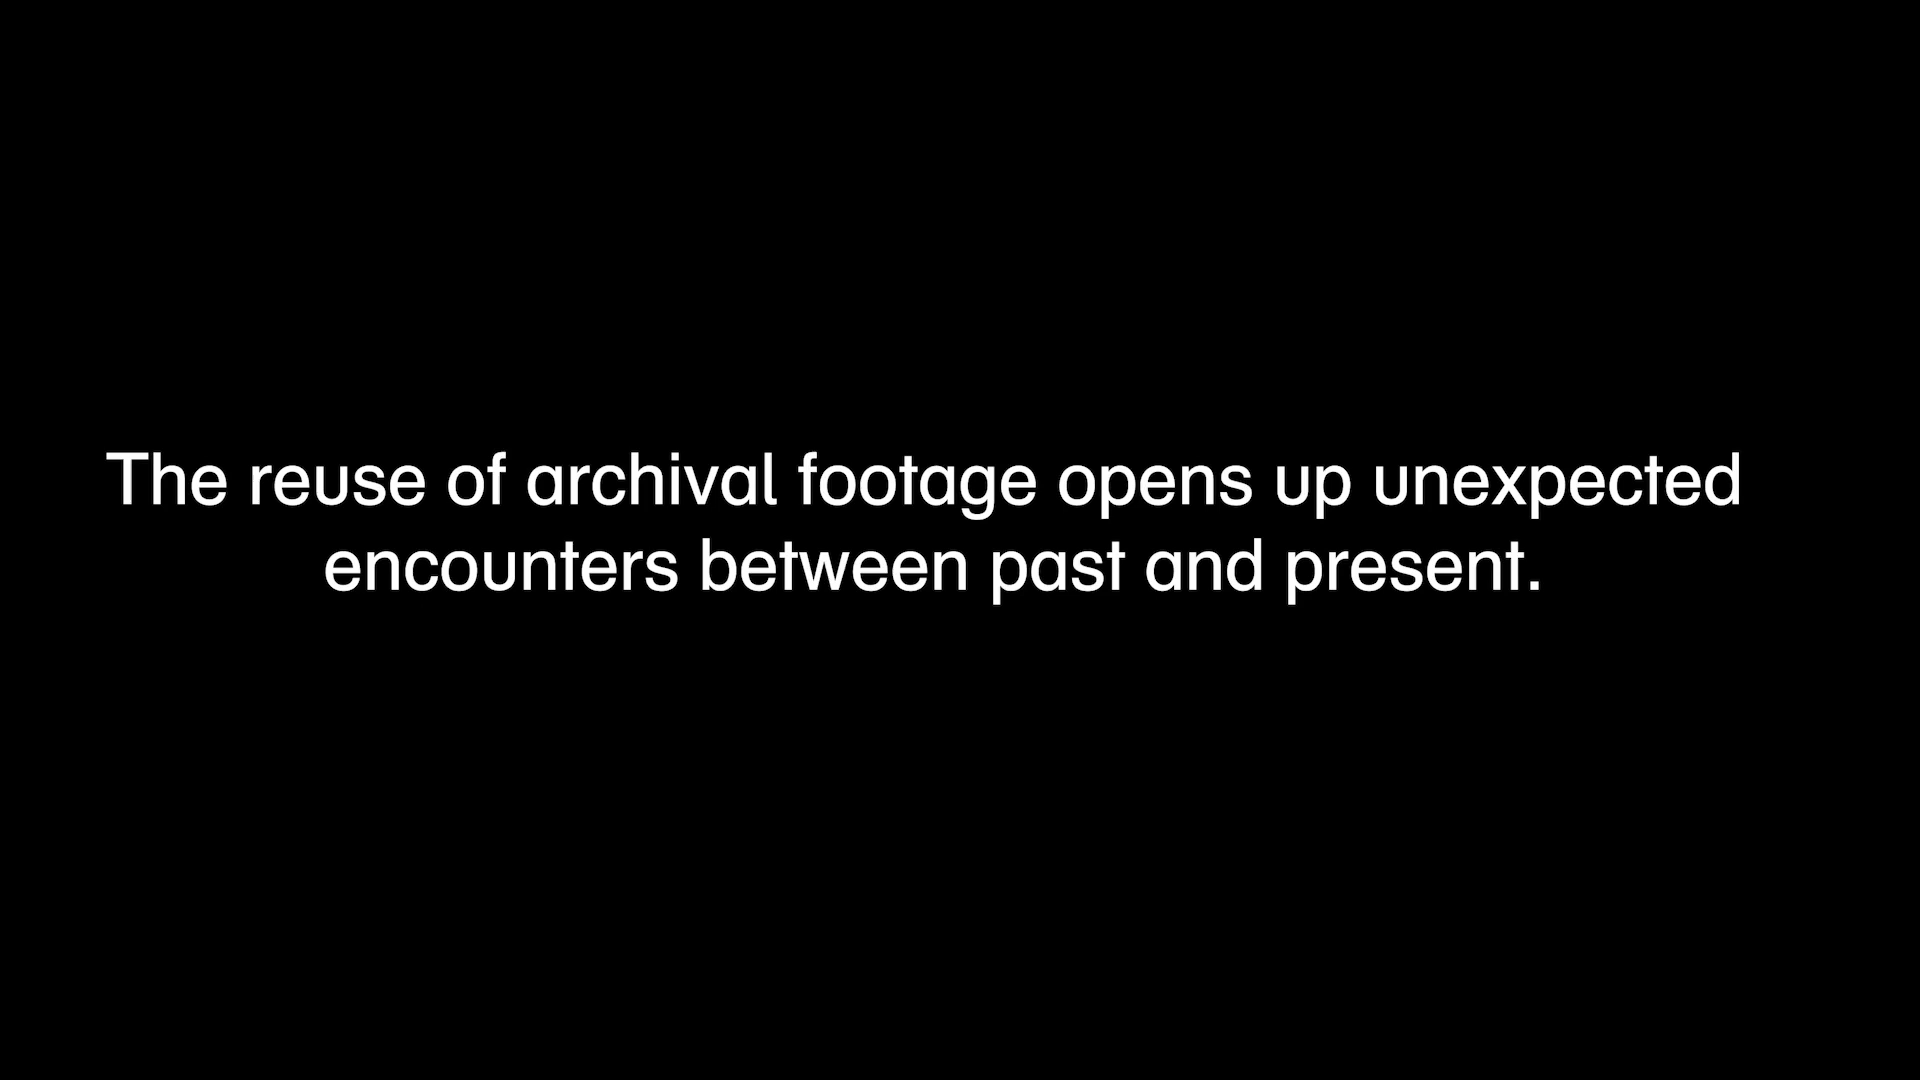 The reuse of archival footage opens up unexpected
encounters between past and present.